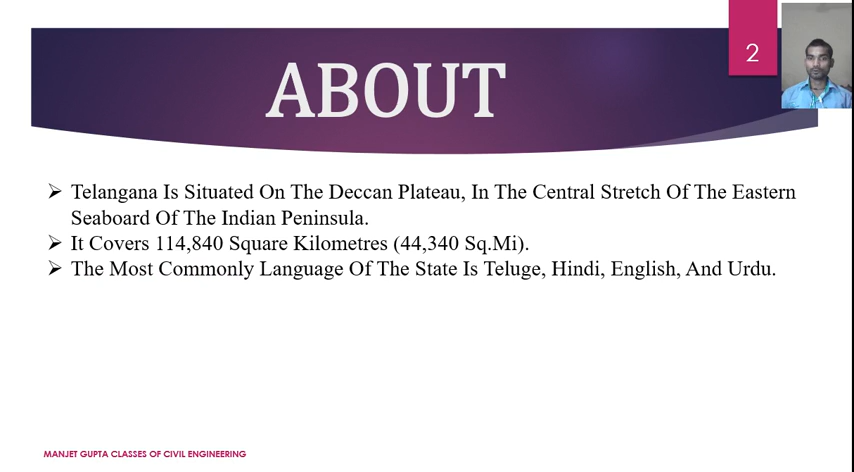 2
ABOUT
Telangana Is Situated On The Deccan Plateau, In The Central Stretch Of The Eastern
Seaboard Of The Indian Peninsula.
It Covers 114,840 Square Kilometres (44,340 Sq.Mi).
The Most Commonly Language Of The State Is Teluge, Hindi, English, And Urdu.
MANJET GUPTA CLASSES OF CIVIL ENGINEERING